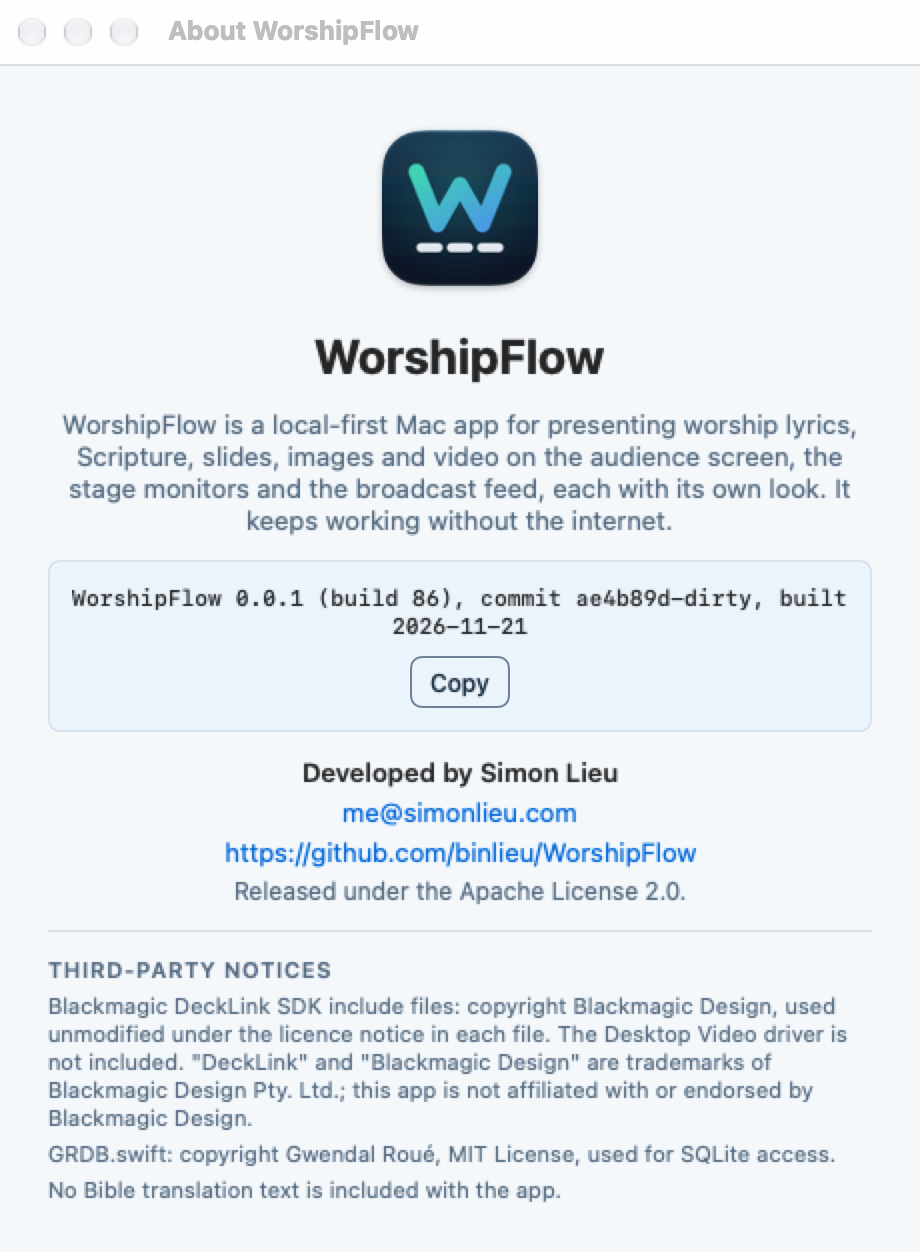 About WorshipFlow
W
WorshipFlow
WorshipFlow is a local-first Mac app for presenting worship lyrics,
Scripture, slides, images and video on the audience screen, the
stage monitors and the broadcast feed, each with its own look. It
keeps working without the internet.
WorshipFlow 0.0.1 (build 86), commit ae4b89d-dirty, built
2026-11-21
Copy
Developed by Simon Lieu
me@simonlieu.com
https://github.com/binlieu/WorshipFlow
Released under the Apache License 2.0.
THIRD-PARTY NOTICES
Blackmagic DeckLink SDK include files: copyright Blackmagic Design, used
unmodified under the licence notice in each file. The Desktop Video driver is
not included. "DeckLink" and "Blackmagic Design" are trademarks of
Blackmagic Design Pty. Ltd.; this app is not affiliated with or endorsed by
Blackmagic Design.
GRDB.swift: copyright Gwendal Roué, MIT License, used for SQLite access.
No Bible translation text is included with the app.